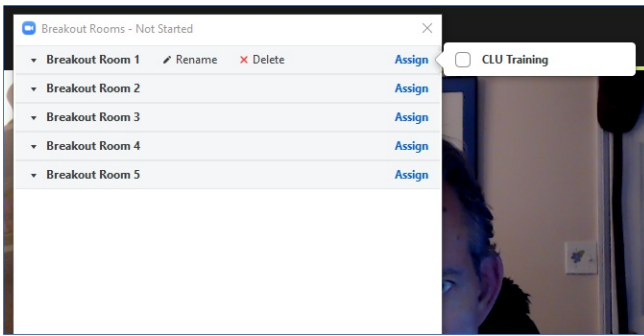 Breakout Rooms - Not Started
Breakout Room 1 Rename Delete Assign
CLU Training
Breakout Room 2 Assign
Breakout Room 3 Assign
Breakout Room 4 Assign
Breakout Room 5 Assign